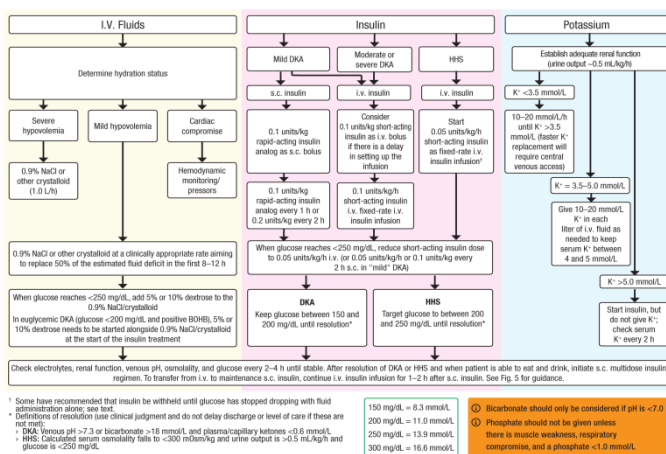 I.V. Fluids
Determine hydration status
Severe
hypovolemia
Mild hypovolemia
Cardiac
compromise
0.9% NaCl or
other crystalloid
(1.0 L/h)
Hemodynamic
monitoring/
pressors
0.9% NaCl or other crystalloid at a clinically appropriate rate aiming
to replace 50% of the estimated fluid deficit in the first 8–12 h
When glucose reaches <250 mg/dL, add 5% or 10% dextrose to the
0.9% NaCl/crystalloid
In euglycemic DKA (glucose <200 mg/dL and positive BOHB), 5% or
10% dextrose needs to be started alongside 0.9% NaCl/crystalloid
at the start of the insulin treatment
Insulin
Mild DKA
Moderate or
severe DKA
HHS
s.c. insulin
i.v. insulin
i.v. insulin
0.1 units/kg
rapid-acting insulin
analog as s.c. bolus
Consider
0.1 units/kg short-acting
insulin as i.v. bolus
if there is a delay
in setting up the
infusion
Start
0.05 units/kg/h
short-acting insulin
as fixed-rate i.v.
insulin infusion†
0.1 units/kg
rapid-acting insulin
analog every 1 h or
0.2 units/kg every 2 h
0.1 units/kg/h
short-acting insulin
i.v. fixed-rate i.v.
insulin infusion
When glucose reaches <250 mg/dL, reduce short-acting insulin dose
to 0.05 units/kg/h i.v. (or 0.05 units/kg/h or 0.1 units/kg every
2 h s.c. in "mild" DKA)
DKA
Keep glucose between 150 and
200 mg/dL until resolution*
HHS
Target glucose to between 200
and 250 mg/dL until resolution*
Potassium
Establish adequate renal function
(urine output ~0.5 mL/kg/h)
K⁺ <3.5 mmol/L
10–20 mmol/L/h
until K⁺ >3.5
mmol/L (faster K⁺
replacement will
require central
venous access)
K⁺ = 3.5–5.0 mmol/L
Give 10–20 mmol/L
K⁺ in each
liter of i.v. fluid as
needed to keep
serum K⁺ between
4 and 5 mmol/L
K⁺ >5.0 mmol/L
Start insulin, but
do not give K⁺;
check serum
K⁺ every 2 h
Check electrolytes, renal function, venous pH, osmolality, and glucose every 2–4 h until stable. After resolution of DKA or HHS and when patient is able to eat and drink, initiate s.c. multidose insulin
regimen. To transfer from i.v. to maintenance s.c. insulin, continue i.v. insulin infusion for 1–2 h after s.c. insulin. See Fig. 5 for guidance.
† Some have recommended that insulin be withheld until glucose has stopped dropping with fluid
administration alone; see text.
* Definitions of resolution (use clinical judgment and do not delay discharge or level of care if these are
not met):
› DKA: Venous pH >7.3 or bicarbonate >18 mmol/L and plasma/capillary ketones <0.6 mmol/L
› HHS: Calculated serum osmolality falls to <300 mOsm/kg and urine output is >0.5 mL/kg/h and
glucose is <250 mg/dL
150 mg/dL = 8.3 mmol/L
200 mg/dL = 11.0 mmol/L
250 mg/dL = 13.9 mmol/L
300 mg/dL = 16.6 mmol/L
Bicarbonate should only be considered if pH is <7.0
Phosphate should not be given unless
there is muscle weakness, respiratory
compromise, and a phosphate <1.0 mmol/L